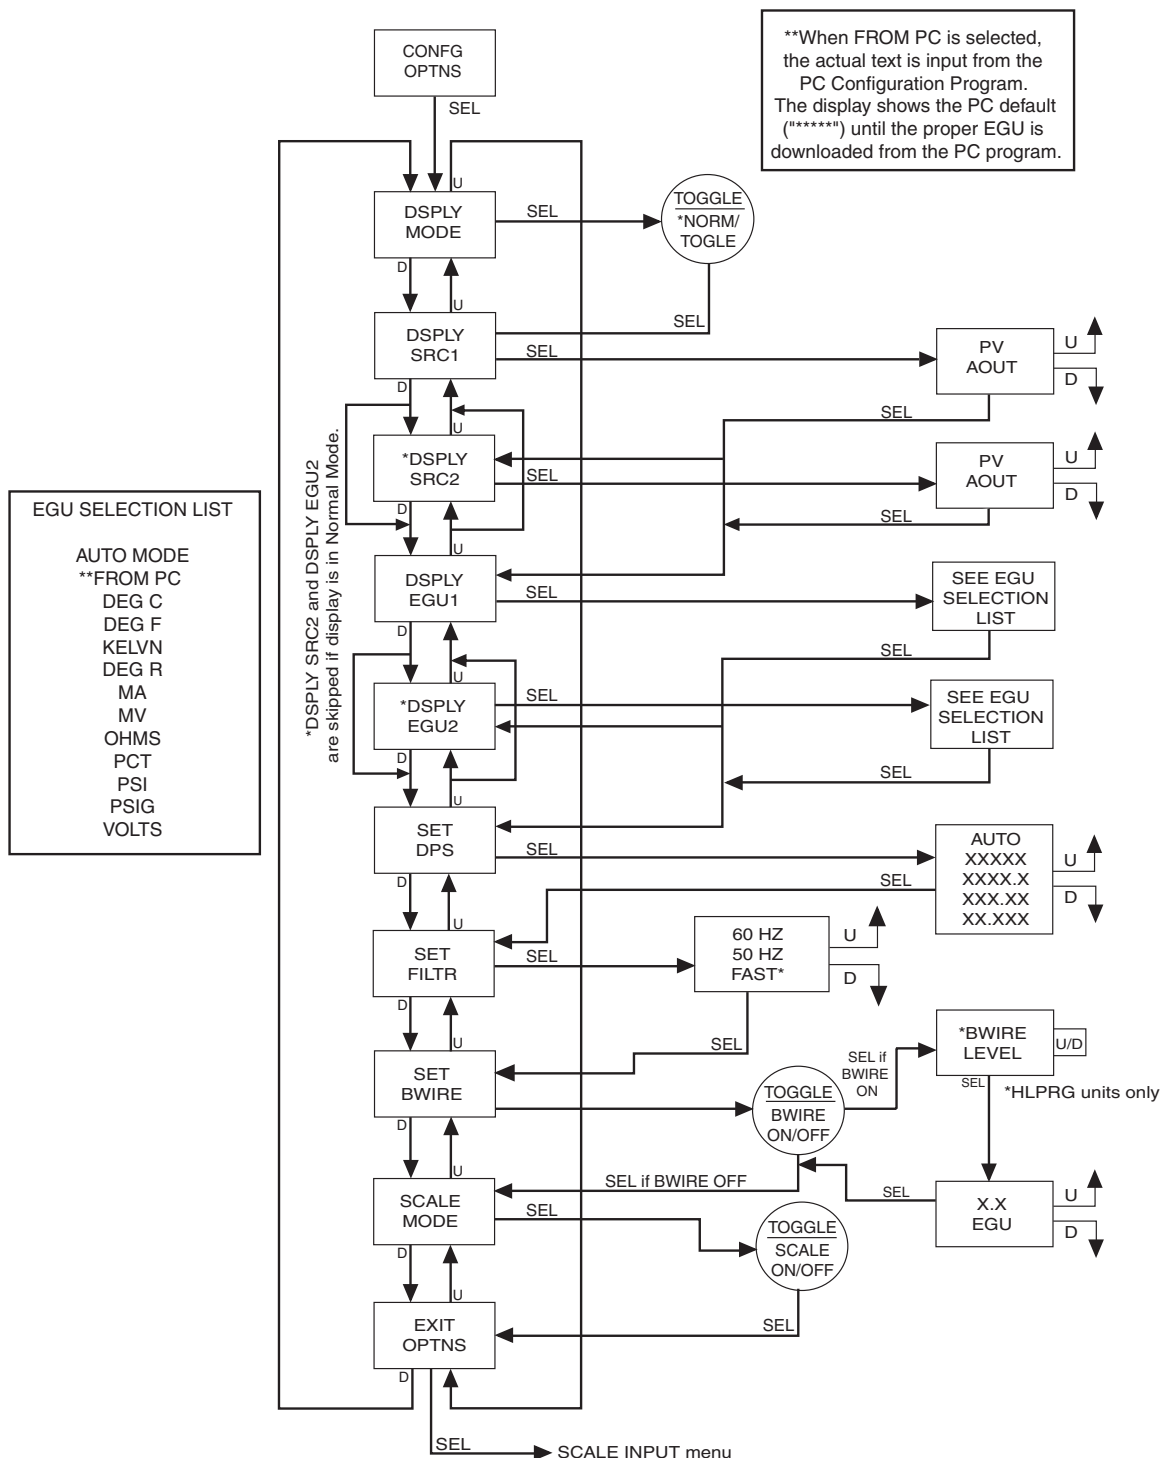 CONFG
OPTNS
SEL
**When FROM PC is selected,
the actual text is input from the
PC Configuration Program.
The display shows the PC default
("*****") until the proper EGU is
downloaded from the PC program.
U
DSPLY
MODE
SEL
TOGGLE
*NORM/
TOGLE
D
U
SEL
DSPLY
SRC1
SEL
PV
AOUT
U
D
D
SEL
U
*DSPLY
SRC2
SEL
PV
AOUT
U
D
D
SEL
U
*DSPLY SRC2 and DSPLY EGU2
are skipped if display is in Normal Mode.
EGU SELECTION LIST
AUTO MODE
**FROM PC
DEG C
DEG F
KELVN
DEG R
MA
MV
OHMS
PCT
PSI
PSIG
VOLTS
DSPLY
EGU1
SEL
SEE EGU
SELECTION
LIST
D
SEL
U
*DSPLY
EGU2
SEL
SEE EGU
SELECTION
LIST
D
SEL
U
SET
DPS
SEL
AUTO
XXXXX
XXXX.X
XXX.XX
XX.XXX
U
D
D
SEL
U
SET
FILTR
SEL
60 HZ
50 HZ
FAST*
U
D
D
U
SEL
SET
BWIRE
TOGGLE
BWIRE
ON/OFF
SEL if
BWIRE
ON
*BWIRE
LEVEL
U/D
SEL
*HLPRG units only
D
U
SEL if BWIRE OFF
SEL
X.X
EGU
U
D
SCALE
MODE
SEL
TOGGLE
SCALE
ON/OFF
D
U
EXIT
OPTNS
SEL
D
SEL
SCALE INPUT menu